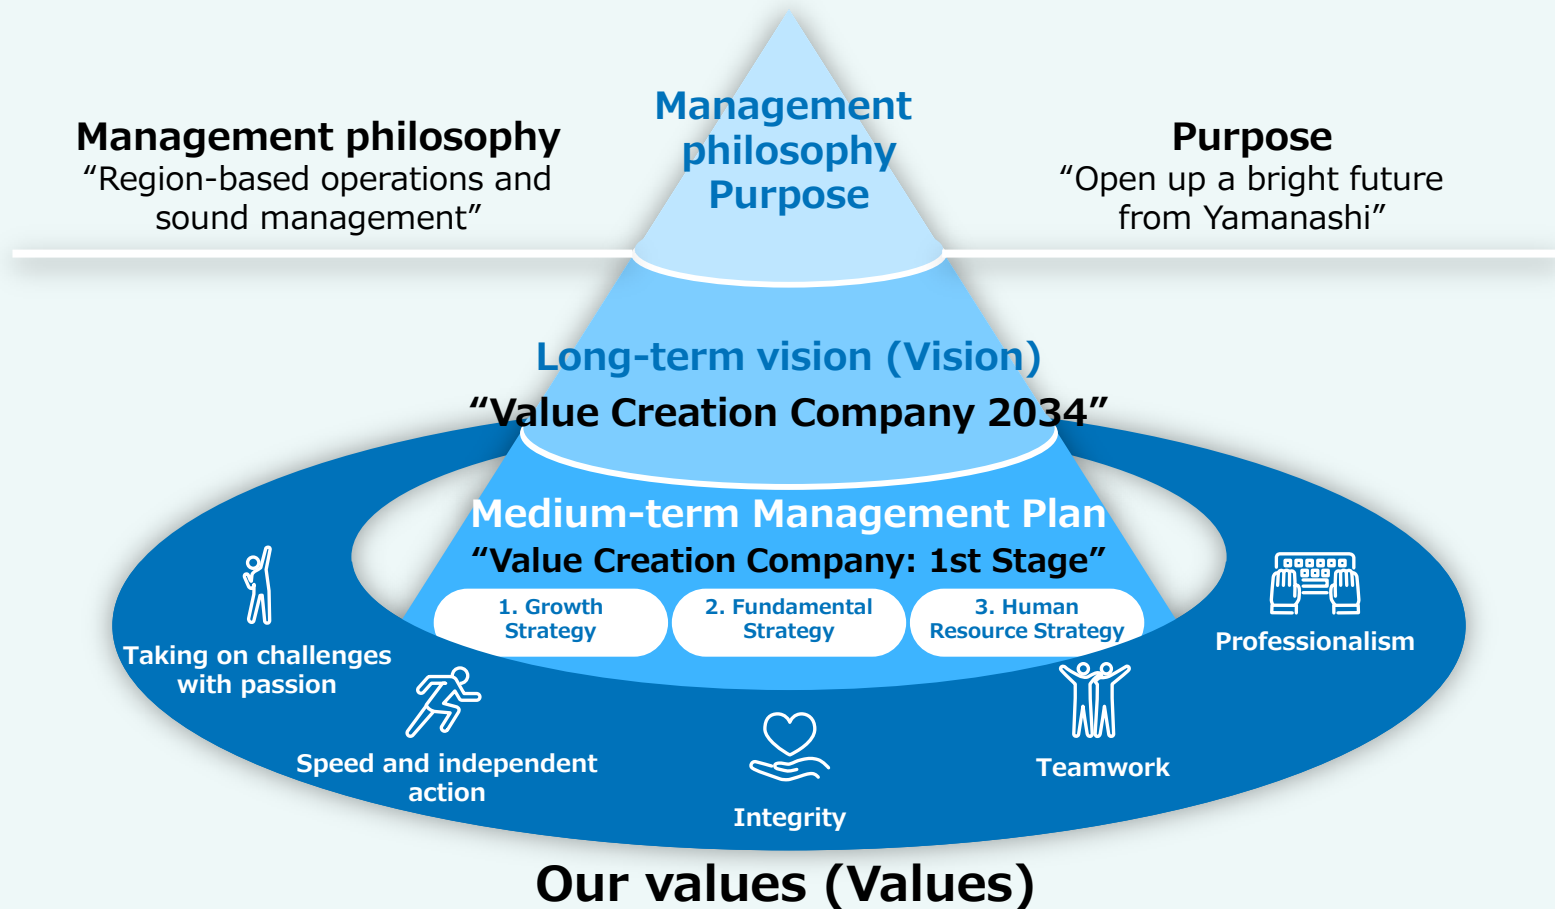 Management philosophy
“Region-based operations and
sound management”
Management
philosophy
Purpose
Purpose
“Open up a bright future
from Yamanashi”
Long-term vision (Vision)
“Value Creation Company 2034”
Medium-term Management Plan
“Value Creation Company: 1st Stage”
1. Growth
Strategy
2. Fundamental
Strategy
3. Human
Resource Strategy
Taking on challenges
with passion
Speed and independent
action
Integrity
Teamwork
Professionalism
Our values (Values)